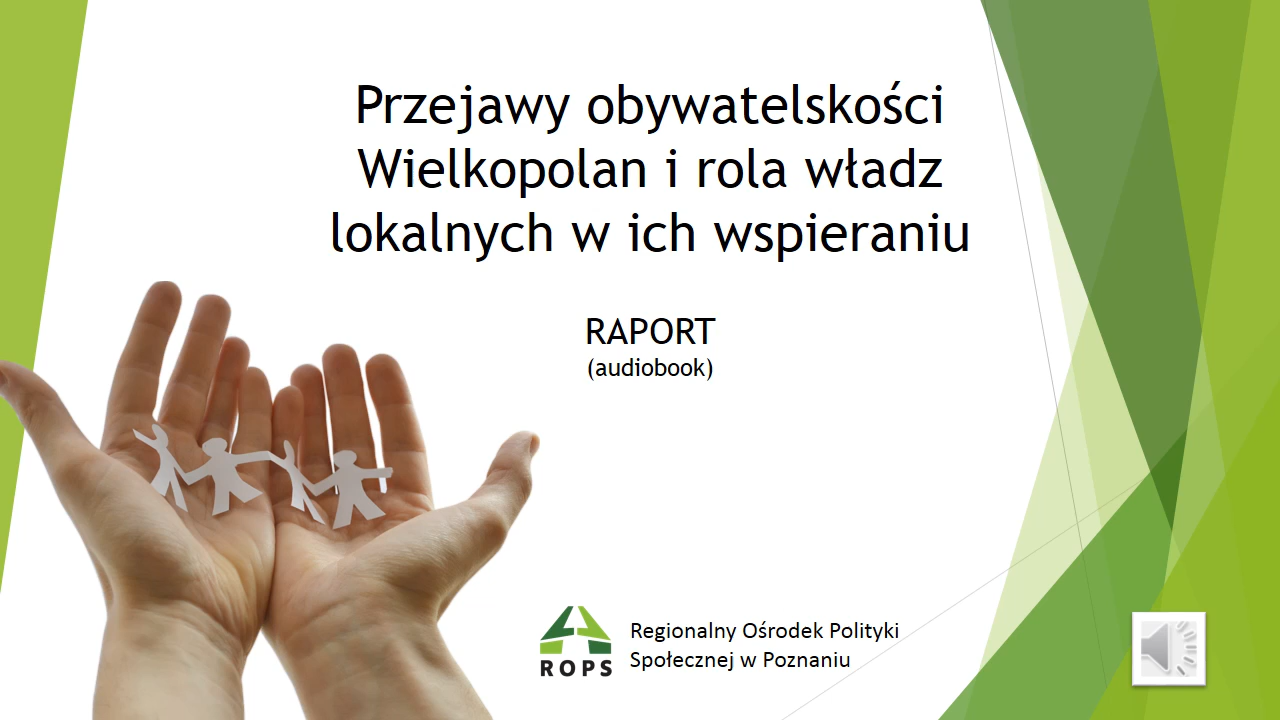 Przejawy obywatelskości
Wielkopolan i rola władz
lokalnych w ich wspieraniu
RAPORT
(audiobook)
ROPS
Regionalny Ośrodek Polityki
Społecznej w Poznaniu